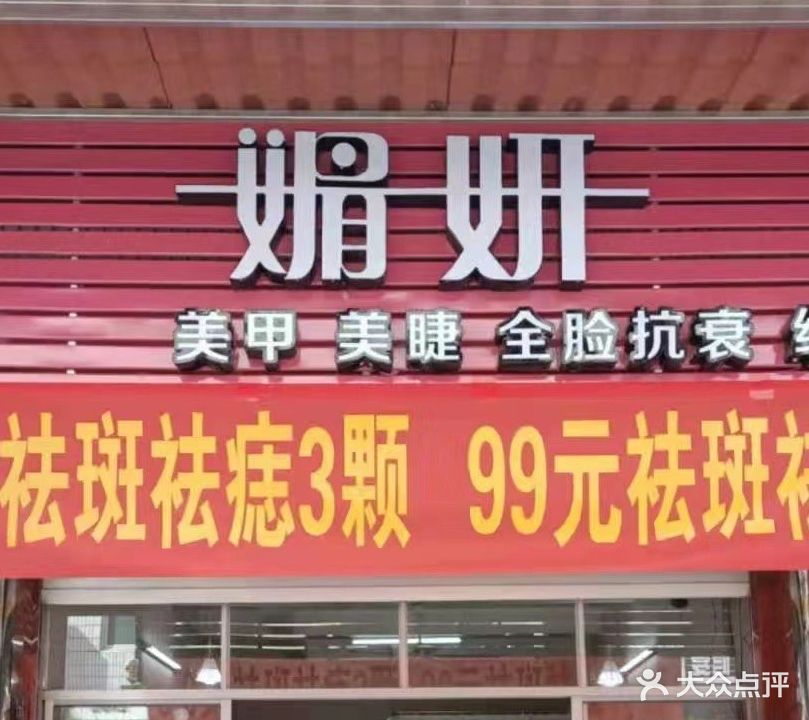 媚妍
美甲 美睫 全脸抗衰
祛斑祛痣3颗 99元祛斑
大众点评